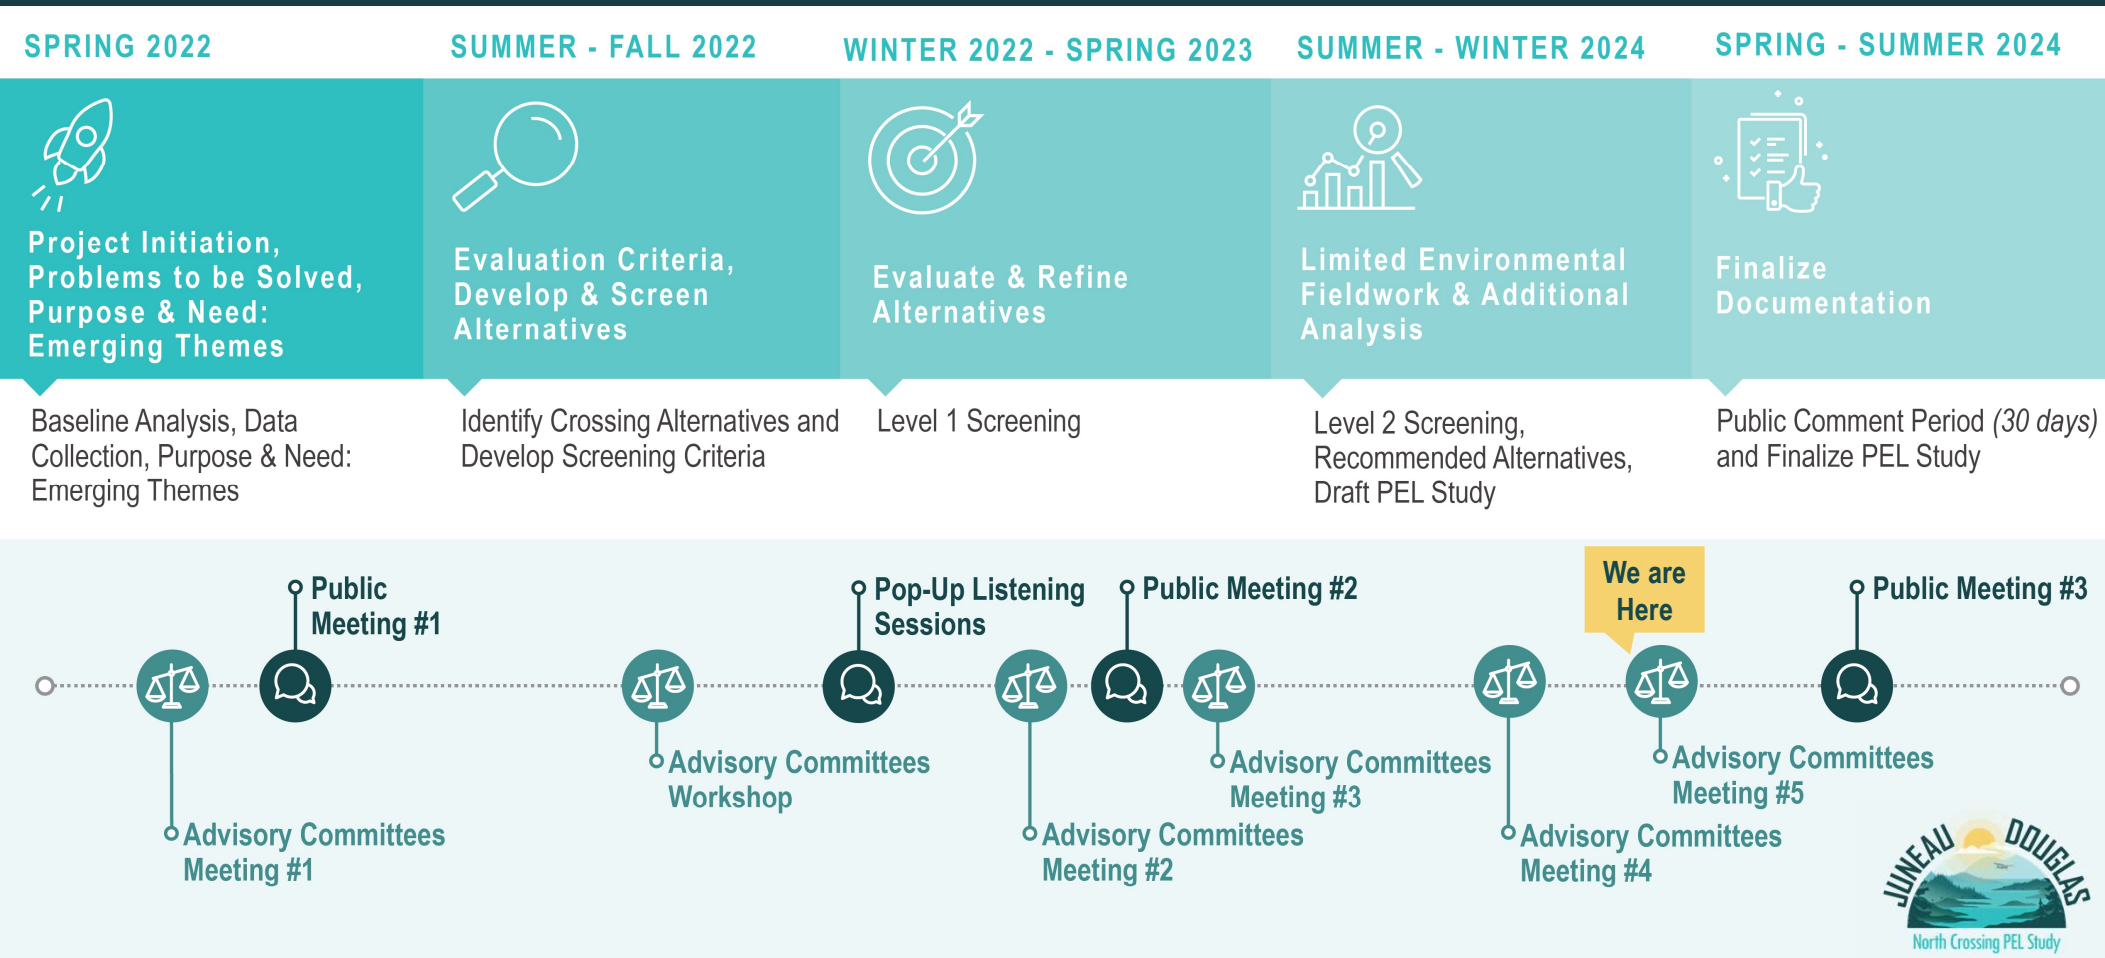 SPRING 2022
SUMMER - FALL 2022
WINTER 2022 - SPRING 2023
SUMMER - WINTER 2024
SPRING - SUMMER 2024
Project Initiation,
Problems to be Solved,
Purpose & Need:
Emerging Themes
Evaluation Criteria,
Develop & Screen
Alternatives
Evaluate & Refine
Alternatives
Limited Environmental
Fieldwork & Additional
Analysis
Finalize
Documentation
Baseline Analysis, Data
Collection, Purpose & Need:
Emerging Themes
Identify Crossing Alternatives and
Develop Screening Criteria
Level 1 Screening
Level 2 Screening,
Recommended Alternatives,
Draft PEL Study
Public Comment Period (30 days)
and Finalize PEL Study
Public
Meeting #1
Pop-Up Listening
Sessions
Public Meeting #2
We are
Here
Public Meeting #3
Advisory Committees
Meeting #1
Advisory Committees
Workshop
Advisory Committees
Meeting #2
Advisory Committees
Meeting #3
Advisory Committees
Meeting #4
Advisory Committees
Meeting #5
JUNEAU DOUGLAS
North Crossing PEL Study